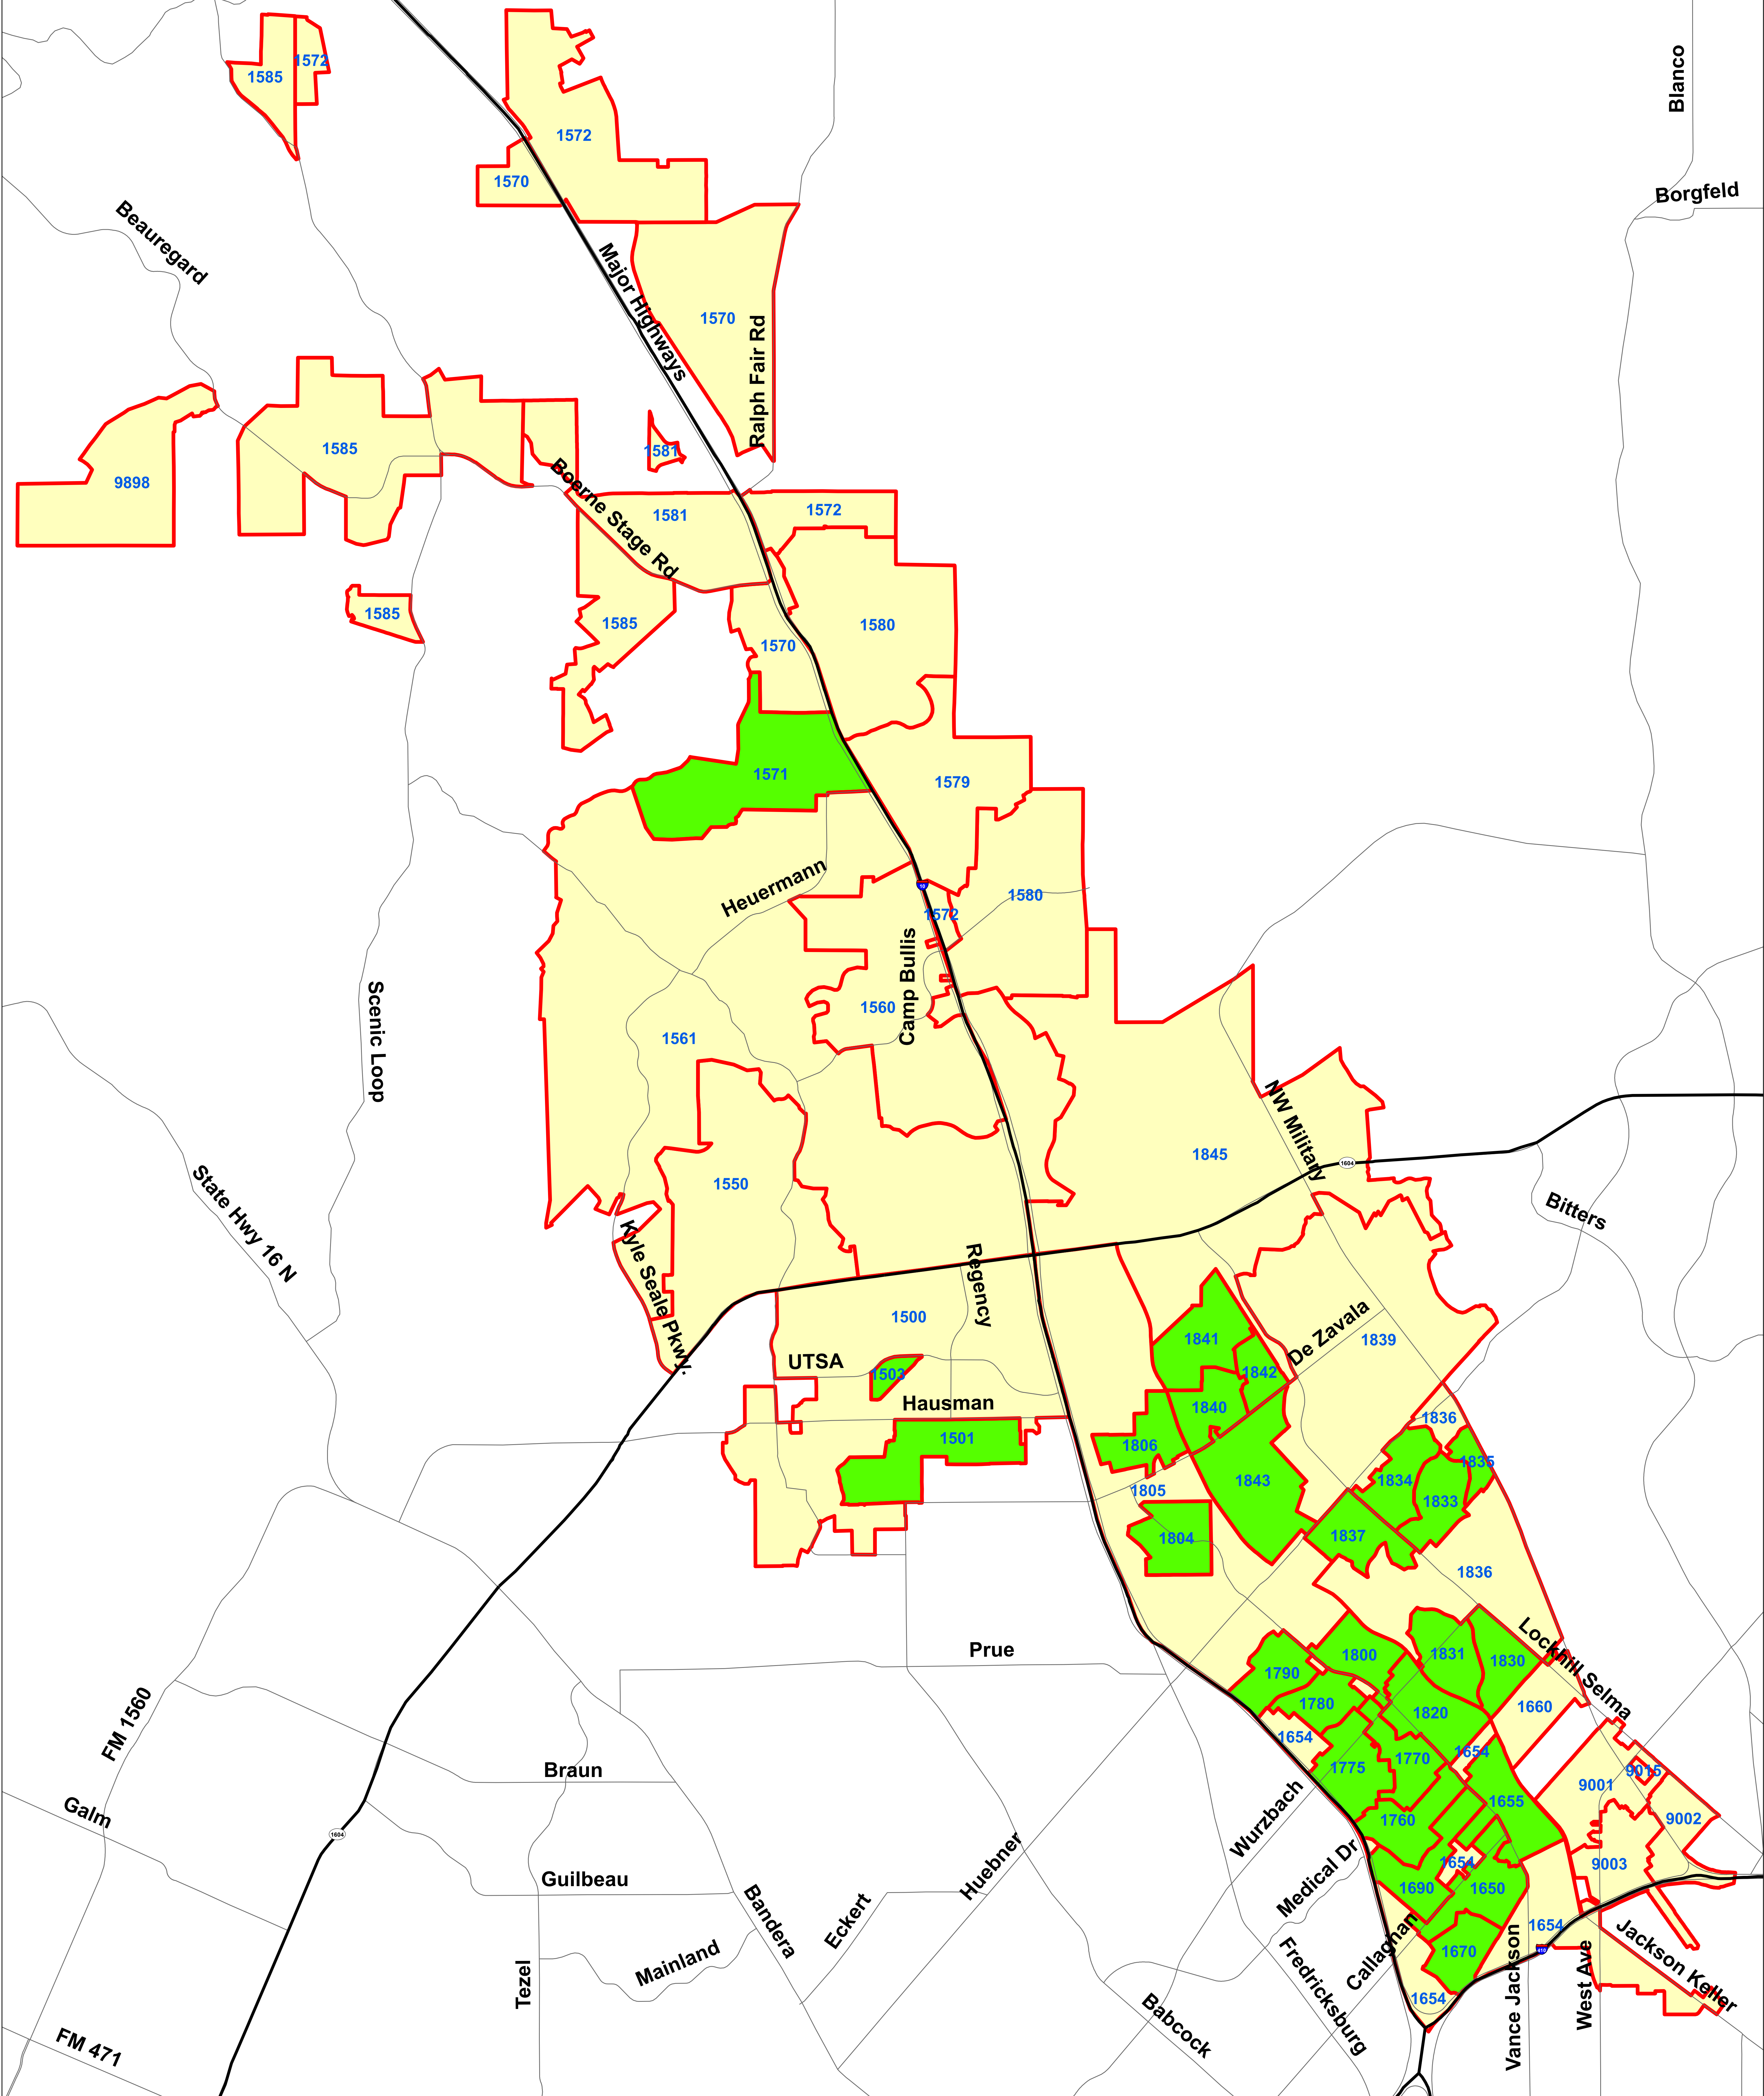 Blanco
1572
1585
1572
1570
Borgfeld
Beauregard
Major Highways
1570
Ralph Fair Rd
1585
1581
9898
Boerne Stage Rd
1581
1572
1585
1585
1580
1570
1571
1579
Heuermann
1580
10
1572
Camp Bullis
1560
Scenic Loop
1561
NW Military
1845
1604
1550
State Hwy 16 N
Bitters
Kyle Seale Pkwy.
Regency
1500
De Zavala
1841
1839
UTSA
1503
1842
Hausman
1840
1836
1501
1806
1835
1843
1834
1805
1833
1804
1837
1836
Prue
1800
1831
1830
Lockhill Selma
1790
FM 1560
1780
1660
1820
1654
1654
1770
1775
Braun
9015
9001
1655
Galm
9002
1760
1604
Wurzbach
Medical Dr
1654
9003
Huebner
Guilbeau
1690
1650
Bandera
Eckert
1654
Callaghan
1670
410
Vance Jackson
West Ave
Jackson Keller
Mainland
Tezel
Fredricksburg
1654
Babcock
FM 471